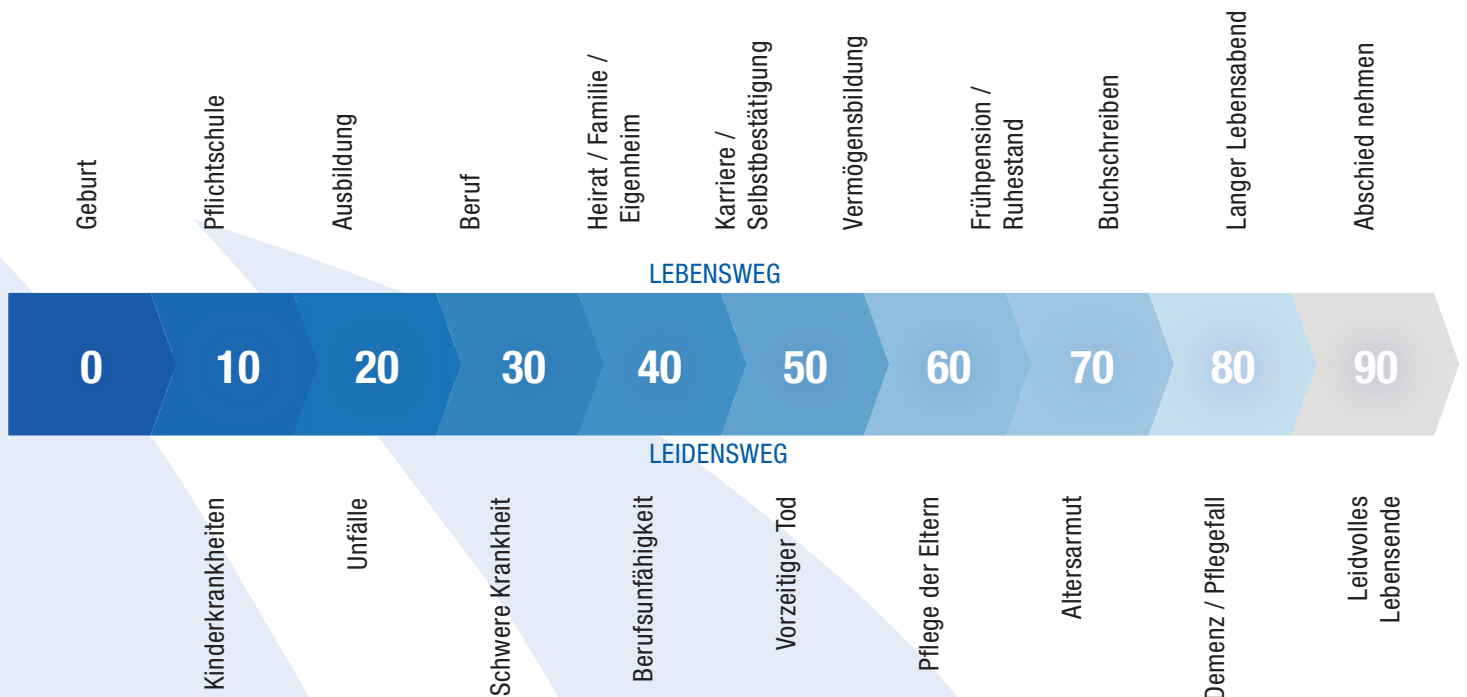 Geburt
Pflichtschule
Ausbildung
Beruf
Heirat / Familie /
Eigenheim
Karriere /
Selbstbestätigung
Vermögensbildung
Frühpension /
Ruhestand
Buchschreiben
Langer Lebensabend
Abschied nehmen
LEBENSWEG
0 10 20 30 40 50 60 70 80 90
LEIDENSWEG
Kinderkrankheiten
Unfälle
Schwere Krankheit
Berufsunfähigkeit
Vorzeitiger Tod
Pflege der Eltern
Altersarmut
Demenz / Pflegefall
Leidvolles
Lebensende